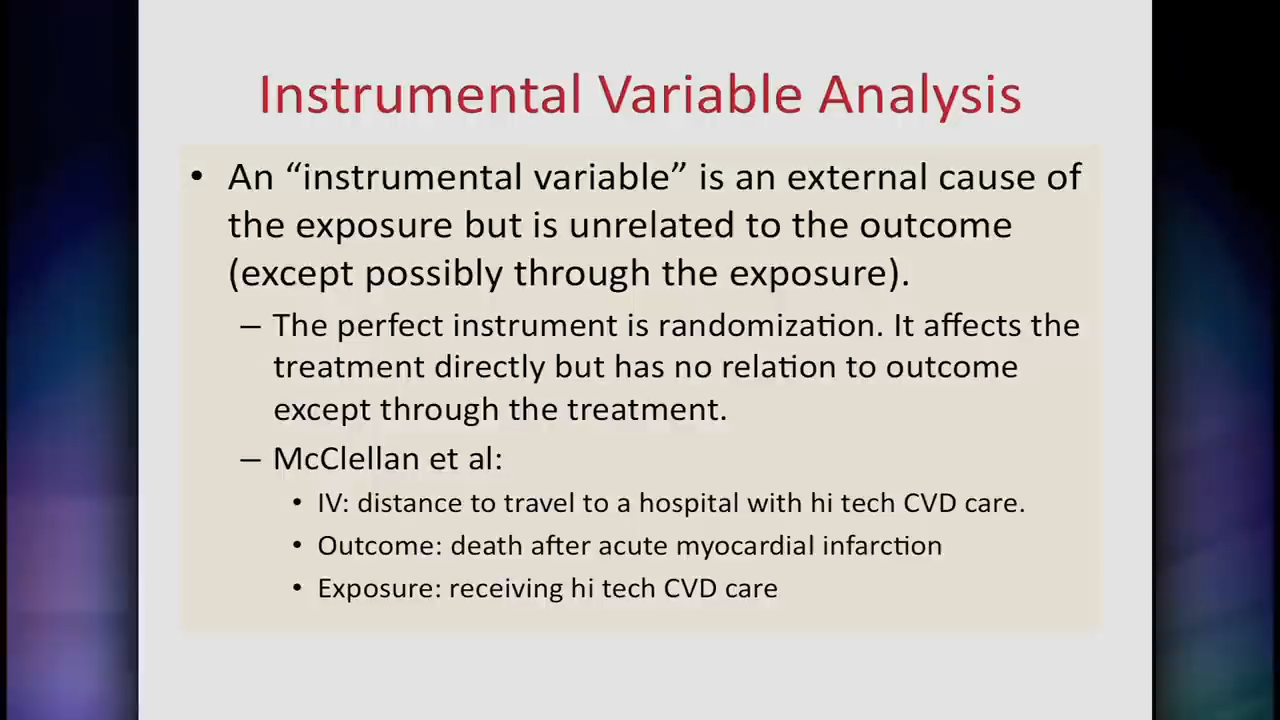 Instrumental Variable Analysis
• An “instrumental variable” is an external cause of
the exposure but is unrelated to the outcome
(except possibly through the exposure).
– The perfect instrument is randomization. It affects the
treatment directly but has no relation to outcome
except through the treatment.
– McClellan et al:
• IV: distance to travel to a hospital with hi tech CVD care.
• Outcome: death after acute myocardial infarction
• Exposure: receiving hi tech CVD care